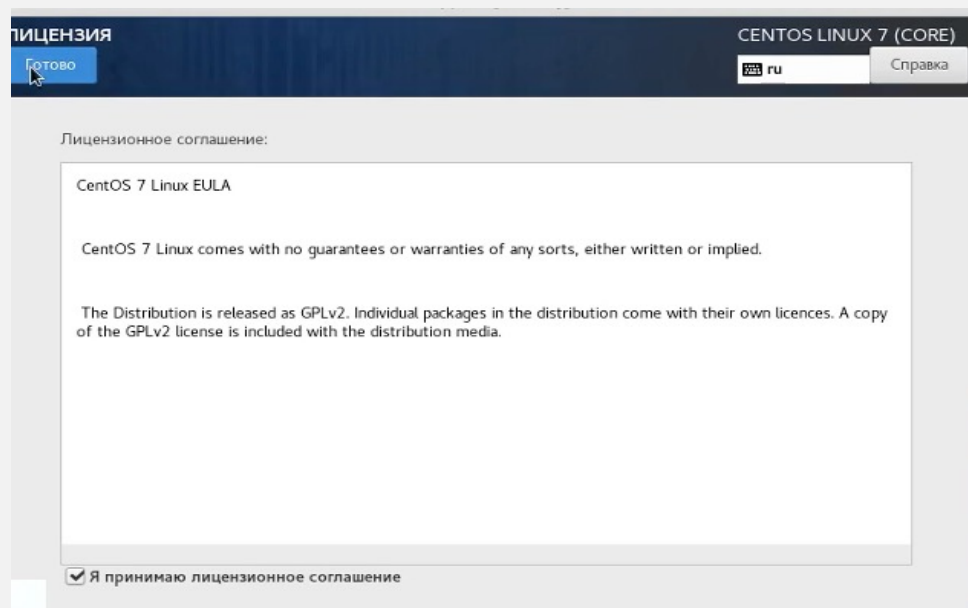 ЛИЦЕНЗИЯ
CENTOS LINUX 7 (CORE)
Готово
ru
Справка
Лицензионное соглашение:
CentOS 7 Linux EULA
CentOS 7 Linux comes with no guarantees or warranties of any sorts, either written or implied.
The Distribution is released as GPLv2. Individual packages in the distribution come with their own licences. A copy
of the GPLv2 license is included with the distribution media.
Я принимаю лицензионное соглашение